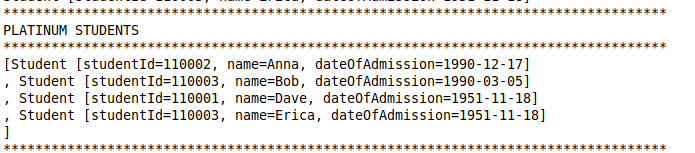 ***********************************************************************************
PLATINUM STUDENTS
***********************************************************************************
[Student [studentId=110002, name=Anna, dateOfAdmission=1990-12-17]
, Student [studentId=110003, name=Bob, dateOfAdmission=1990-03-05]
, Student [studentId=110001, name=Dave, dateOfAdmission=1951-11-18]
, Student [studentId=110003, name=Erica, dateOfAdmission=1951-11-18]
]
***********************************************************************************